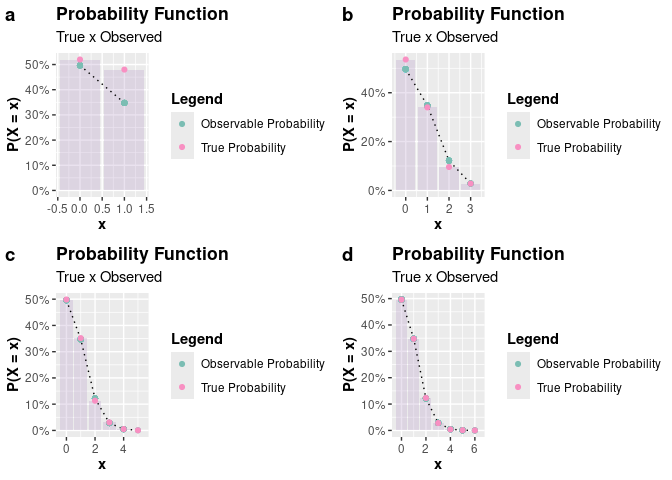 a
Probability Function
True x Observed
P(X = x)
50%
40%
30%
20%
10%
0%
-0.5 0.0 0.5 1.0 1.5
x
Legend
Observable Probability
True Probability
b
Probability Function
True x Observed
P(X = x)
40%
20%
0%
0 1 2 3
x
Legend
Observable Probability
True Probability
c
Probability Function
True x Observed
P(X = x)
50%
40%
30%
20%
10%
0%
0 2 4
x
Legend
Observable Probability
True Probability
d
Probability Function
True x Observed
P(X = x)
50%
40%
30%
20%
10%
0%
0 2 4 6
x
Legend
Observable Probability
True Probability